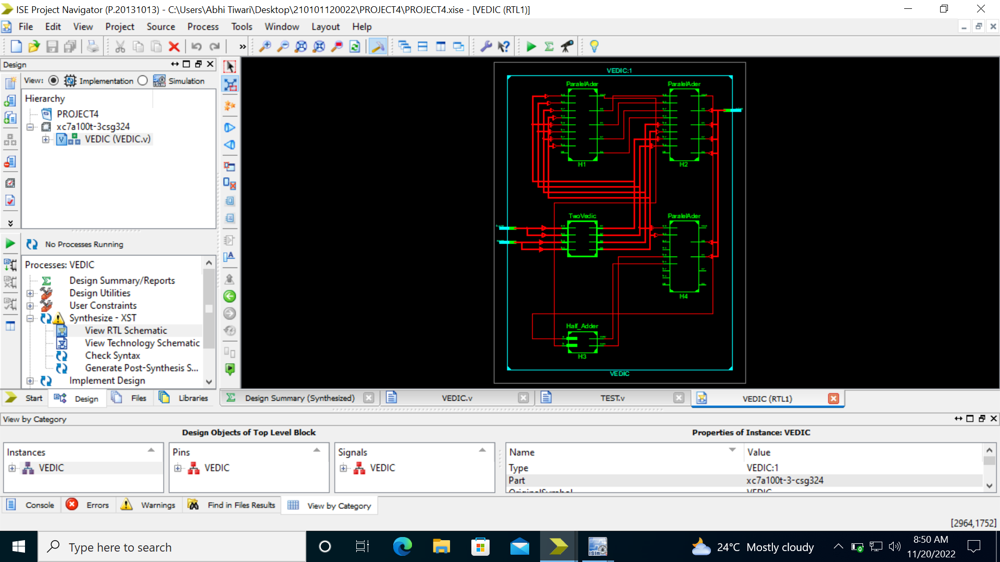 ISE Project Navigator (P.20131013) - C:\Users\Abhi Tiwari\Desktop\210101120022\PROJECT4\PROJECT4.xise - [VEDIC (RTL1)]
File Edit View Project Source Process Tools Window Layout Help
Design
View: Implementation Simulation
Hierarchy
PROJECT4
xc7a100t-3csg324
VEDIC (VEDIC.v)
No Processes Running
Processes: VEDIC
Design Summary/Reports
Design Utilities
User Constraints
Synthesize - XST
View RTL Schematic
View Technology Schematic
Check Syntax
Generate Post-Synthesis S...
Implement Design
Start Design Files Libraries
VEDIC:1
ParalelAder ParalelAder
H1 H2
TwoVedic ParalelAder
H4
Half_Adder
H3
VEDIC
Design Summary (Synthesized) VEDIC.v TEST.v VEDIC (RTL1)
View by Category
Design Objects of Top Level Block Properties of Instance: VEDIC
Instances Pins Signals Name Value
VEDIC VEDIC VEDIC Type VEDIC:1
Part xc7a100t-3-csg324
Console Errors Warnings Find in Files Results View by Category
[2964,1752]
Type here to search
ISim
24°C Mostly cloudy
8:50 AM
11/20/2022